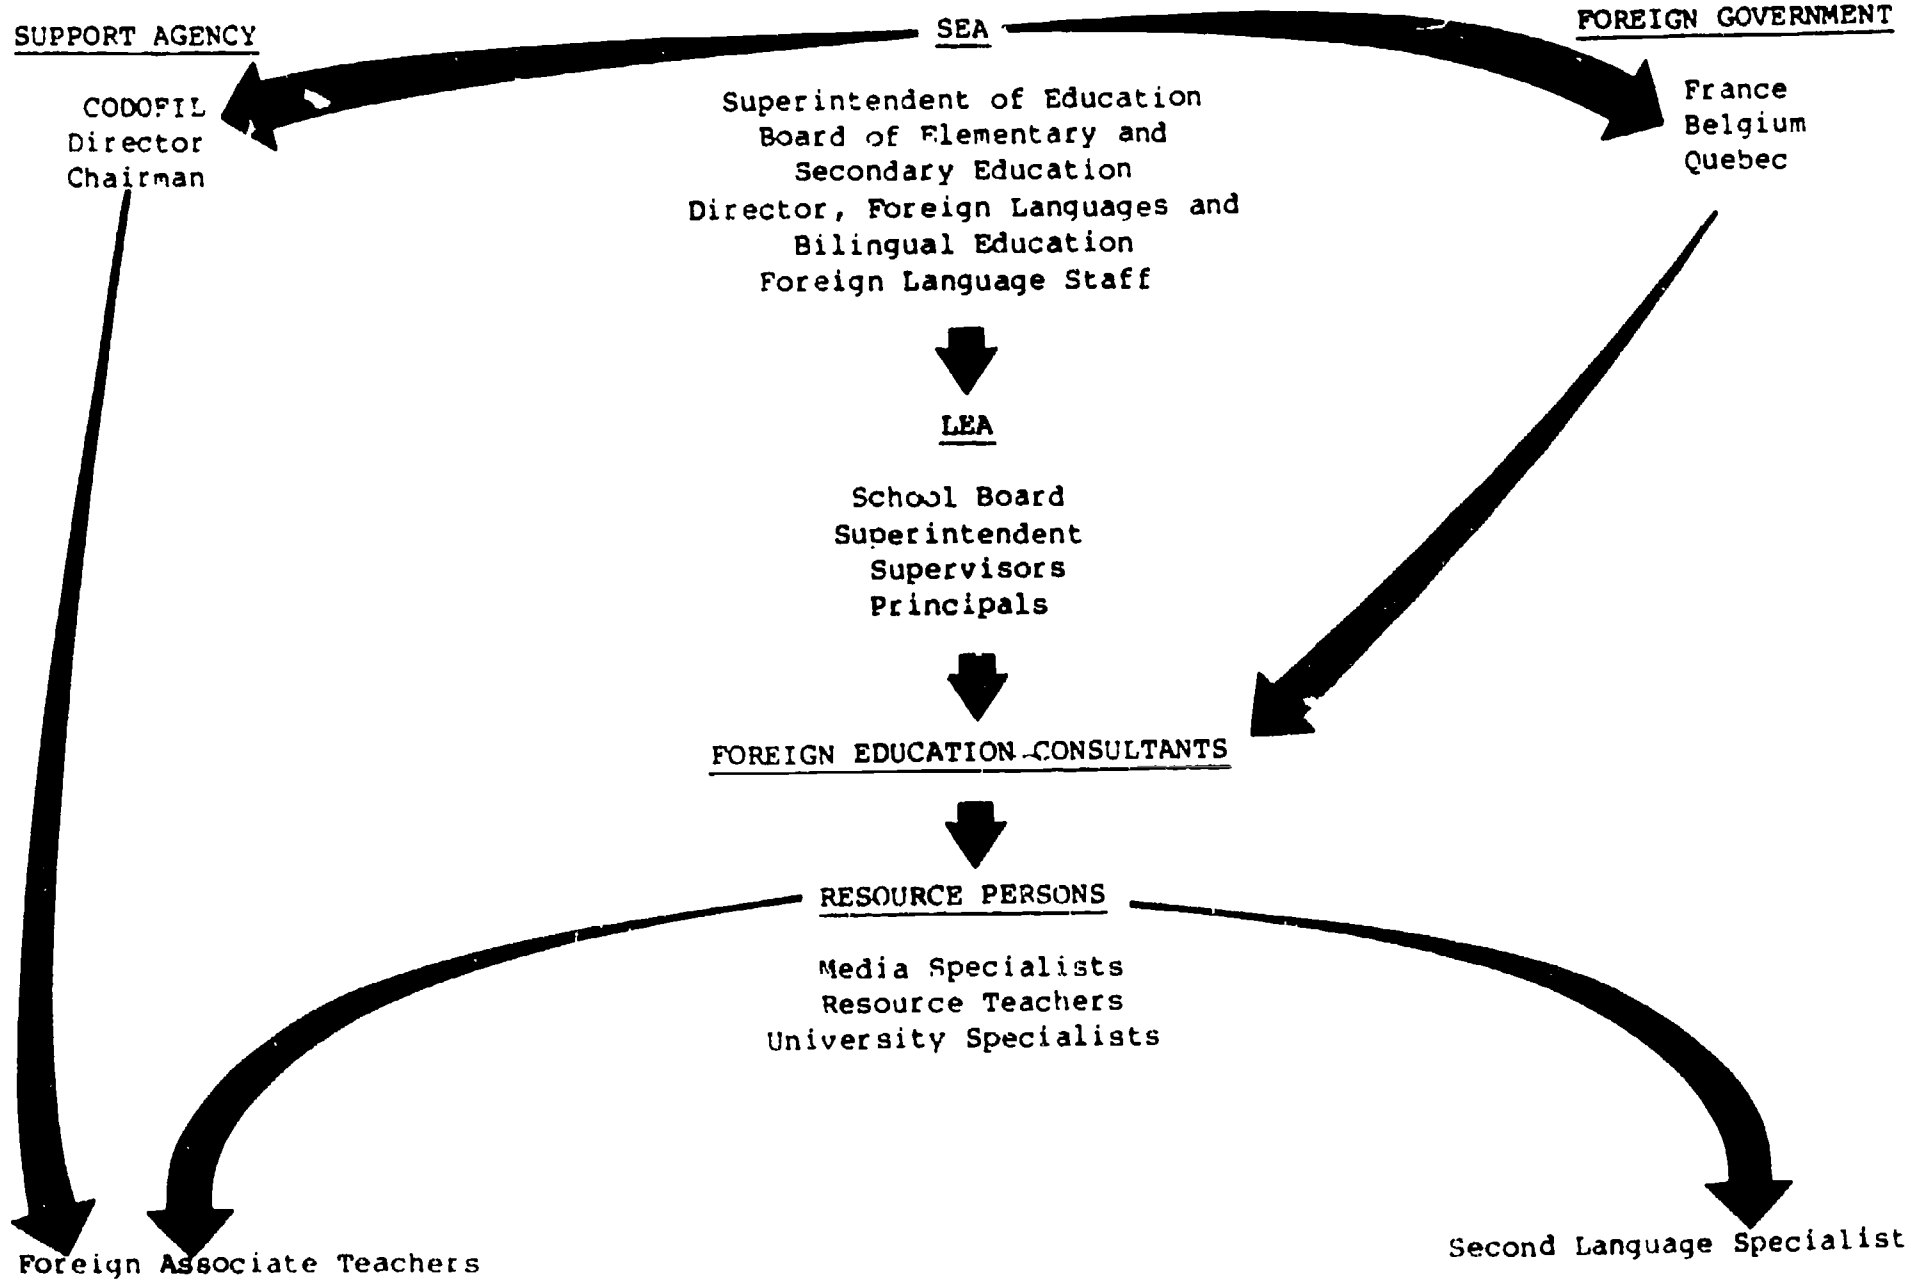 SUPPORT AGENCY
CODOFIL
Director
Chairman
SEA
Superintendent of Education
Board of Elementary and
Secondary Education
Director, Foreign Languages and
Bilingual Education
Foreign Language Staff
FOREIGN GOVERNMENT
France
Belgium
Quebec
LEA
School Board
Superintendent
Supervisors
Principals
FOREIGN EDUCATION CONSULTANTS
RESOURCE PERSONS
Media Specialists
Resource Teachers
University Specialists
Foreign Associate Teachers
Second Language Specialist